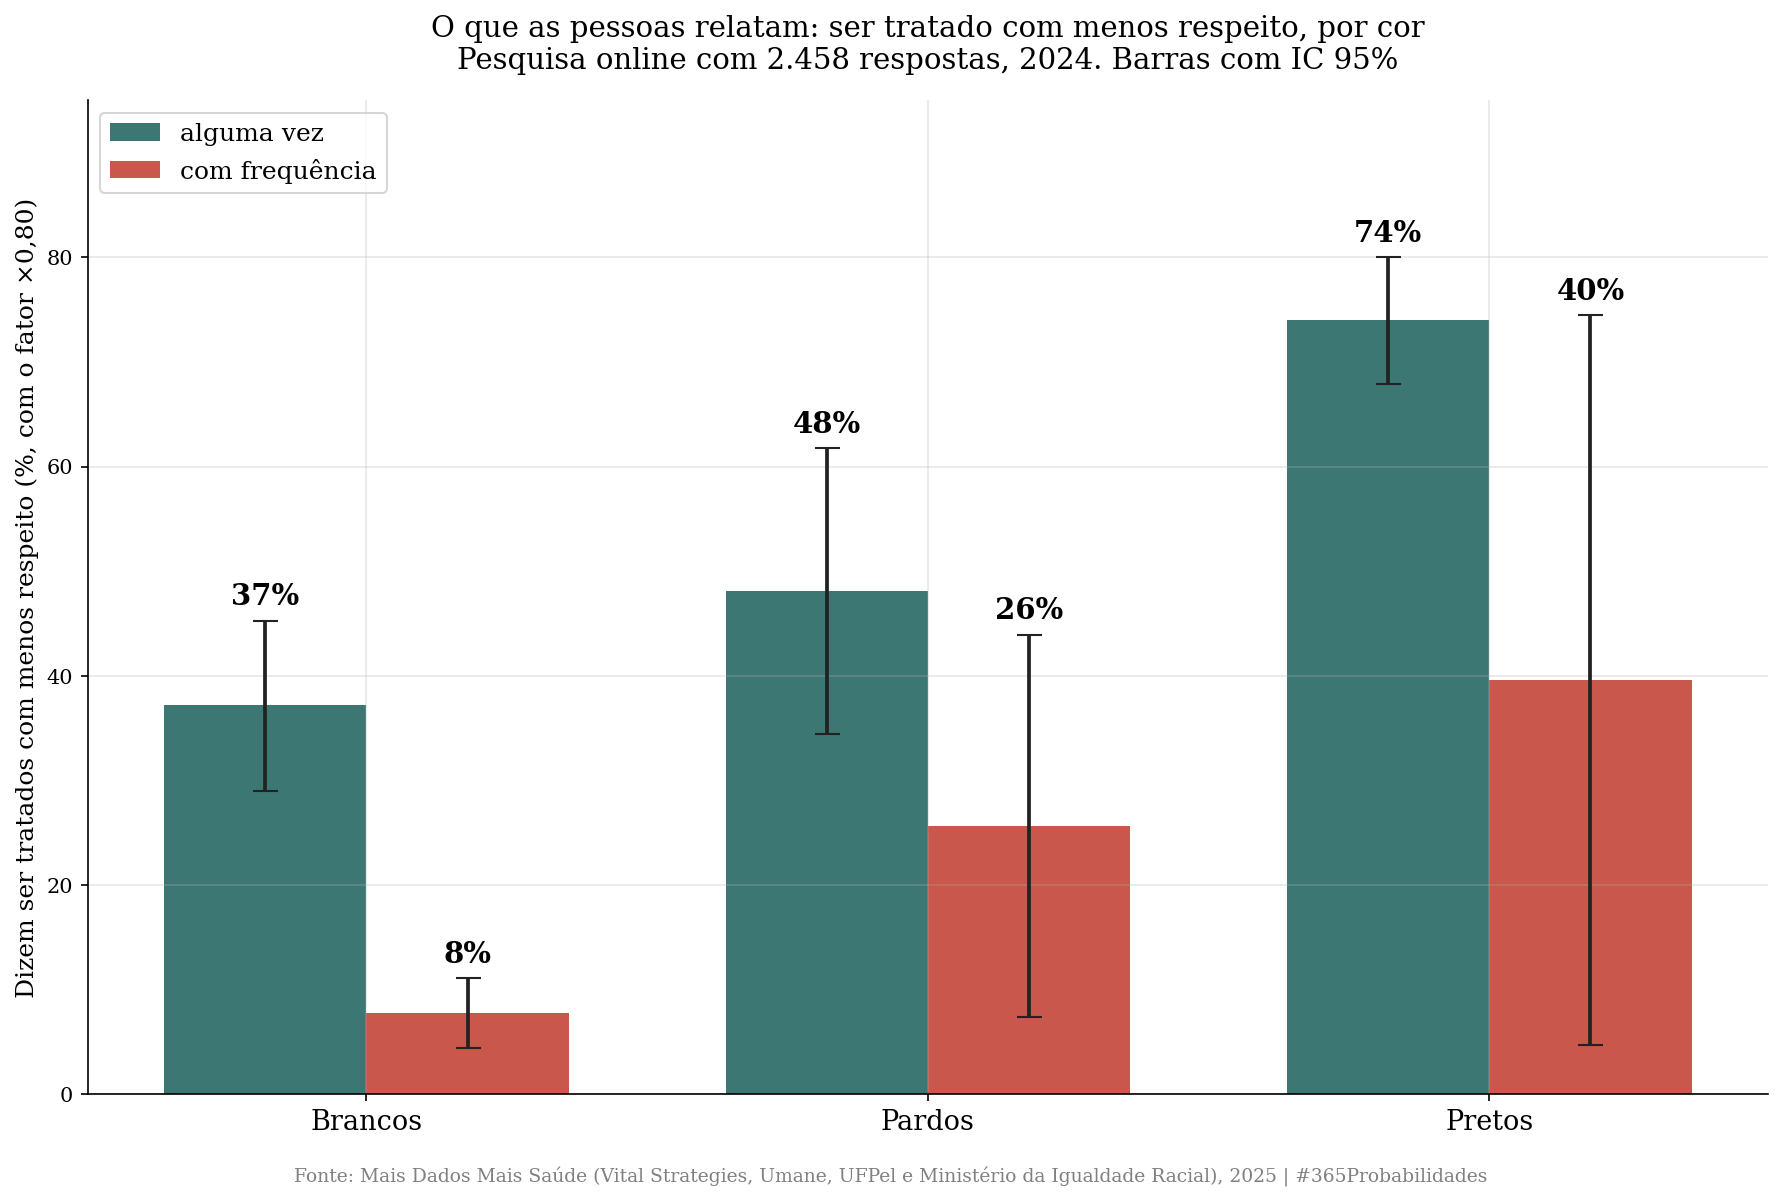 O que as pessoas relatam: ser tratado com menos respeito, por cor
Pesquisa online com 2.458 respostas, 2024. Barras com IC 95%
alguma vez
com frequência
Dizem ser tratados com menos respeito (%, com o fator ×0,80)
80
60
40
20
0
37%
8%
48%
26%
74%
40%
Brancos
Pardos
Pretos
Fonte: Mais Dados Mais Saúde (Vital Strategies, Umane, UFPel e Ministério da Igualdade Racial), 2025 | #365Probabilidades